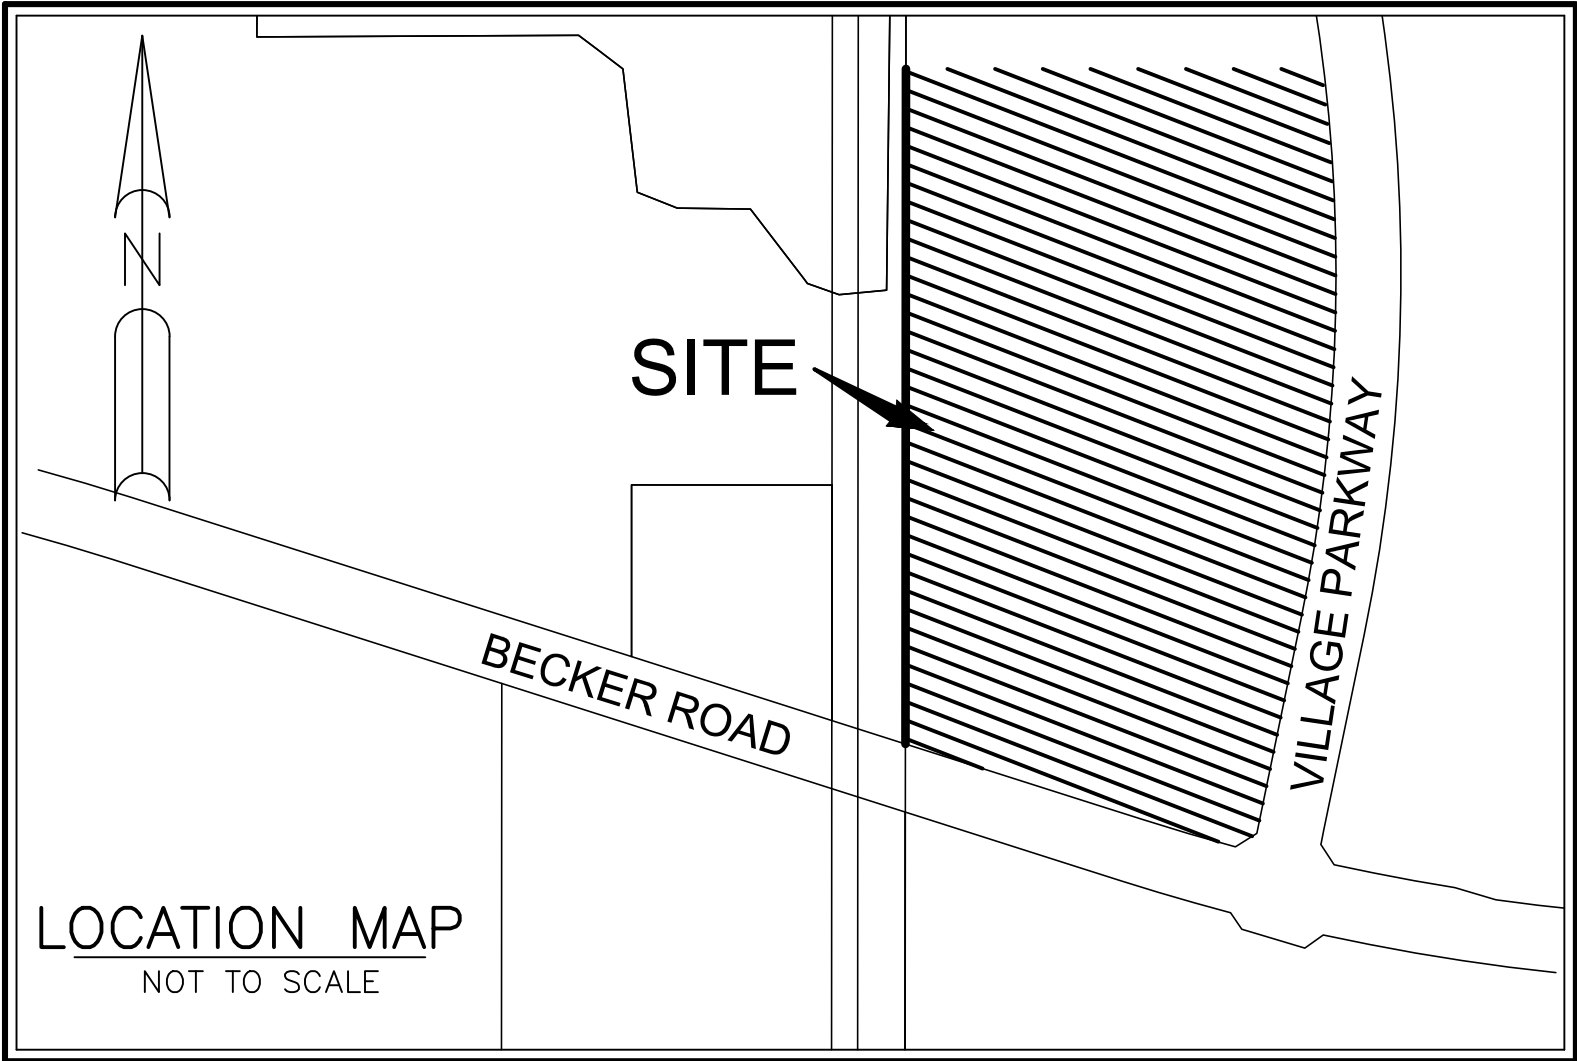 N
SITE
VILLAGE PARKWAY
BECKER ROAD
LOCATION MAP
NOT TO SCALE